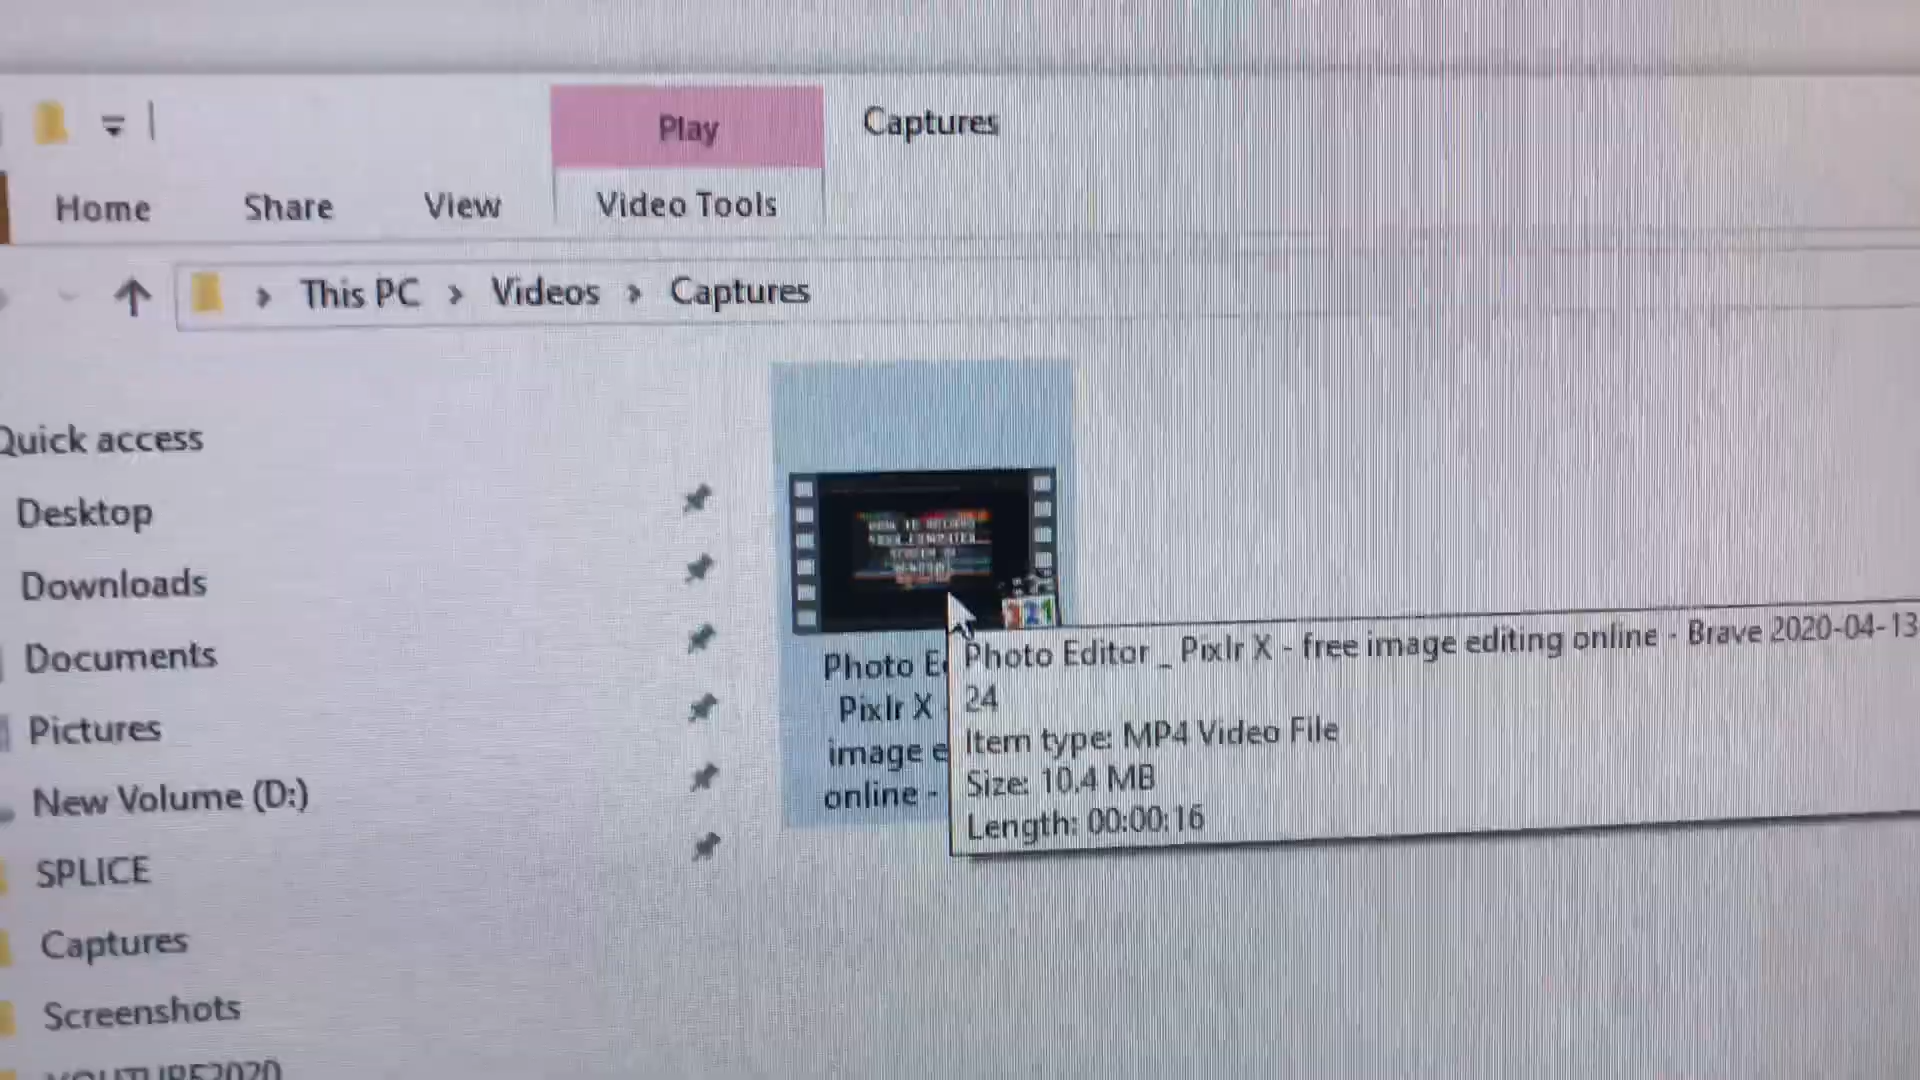 Play
Captures
Home
Share
View
Video Tools
This PC > Videos > Captures
Quick access
Desktop
Downloads
Documents
Pictures
New Volume (D:)
SPLICE
Captures
Screenshots
YOUTUBE2020
Photo E
Pixlr X
image e
online -
Photo Editor _ Pixlr X - free image editing online - Brave 2020-04-13
24
Item type: MP4 Video File
Size: 10.4 MB
Length: 00:00:16
321